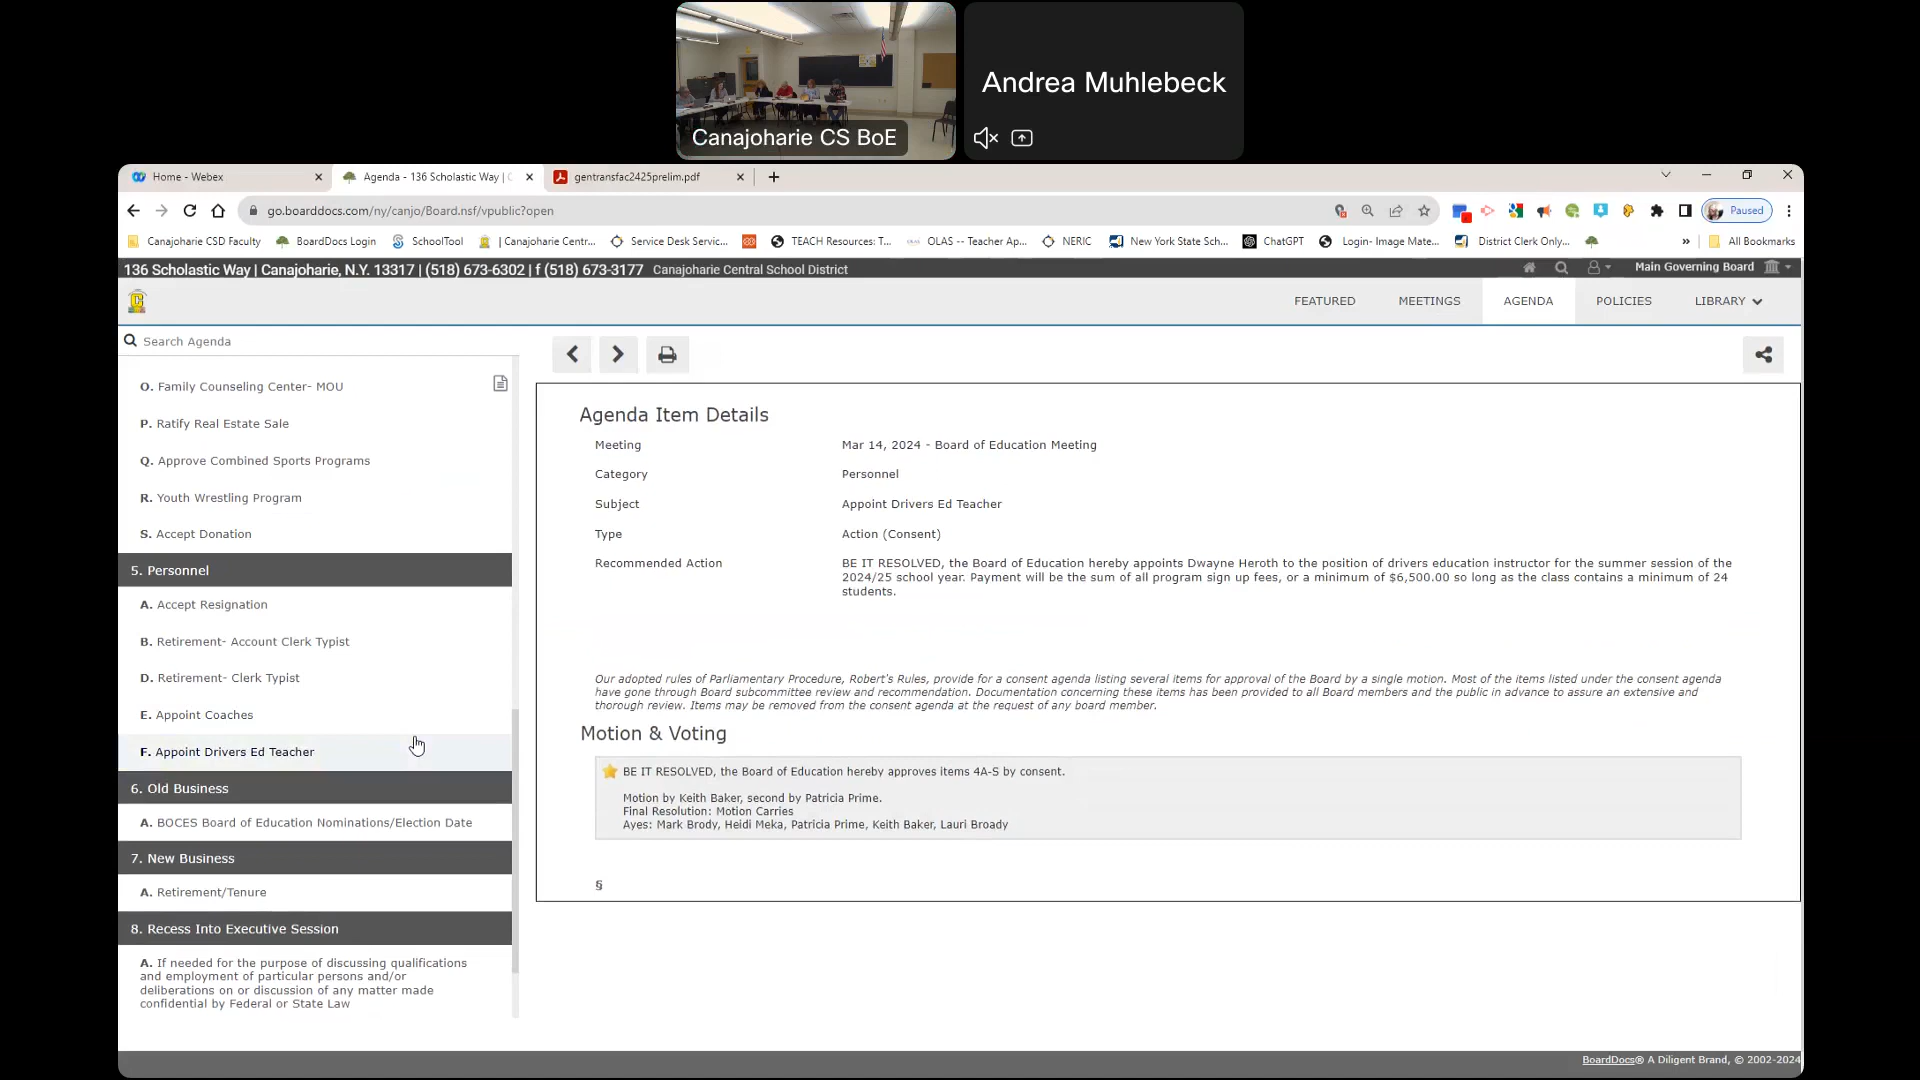 Canajoharie CS BoE
Andrea Muhlebeck
Home - Webex
Agenda - 136 Scholastic Way | C
gentransfac2425prelim.pdf
go.boarddocs.com/ny/canjo/Board.nsf/vpublic?open
Paused
Canajoharie CSD Faculty
BoardDocs Login
SchoolTool
| Canajoharie Centr...
Service Desk Servic...
TEACH Resources: T...
OLAS -- Teacher Ap...
NERIC
New York State Sch...
ChatGPT
Login- Image Mate...
District Clerk Only...
»
All Bookmarks
136 Scholastic Way | Canajoharie, N.Y. 13317 | (518) 673-6302 | f (518) 673-3177 Canajoharie Central School District
Main Governing Board
FEATURED
MEETINGS
AGENDA
POLICIES
LIBRARY
Search Agenda
O. Family Counseling Center- MOU
P. Ratify Real Estate Sale
Q. Approve Combined Sports Programs
R. Youth Wrestling Program
S. Accept Donation
5. Personnel
A. Accept Resignation
B. Retirement- Account Clerk Typist
D. Retirement- Clerk Typist
E. Appoint Coaches
F. Appoint Drivers Ed Teacher
6. Old Business
A. BOCES Board of Education Nominations/Election Date
7. New Business
A. Retirement/Tenure
8. Recess Into Executive Session
A. If needed for the purpose of discussing qualifications
and employment of particular persons and/or
deliberations on or discussion of any matter made
confidential by Federal or State Law
Agenda Item Details
Meeting
Mar 14, 2024 - Board of Education Meeting
Category
Personnel
Subject
Appoint Drivers Ed Teacher
Type
Action (Consent)
Recommended Action
BE IT RESOLVED, the Board of Education hereby appoints Dwayne Heroth to the position of drivers education instructor for the summer session of the
2024/25 school year. Payment will be the sum of all program sign up fees, or a minimum of $6,500.00 so long as the class contains a minimum of 24
students.
Our adopted rules of Parliamentary Procedure, Robert's Rules, provide for a consent agenda listing several items for approval of the Board by a single motion. Most of the items listed under the consent agenda
have gone through Board subcommittee review and recommendation. Documentation concerning these items has been provided to all Board members and the public in advance to assure an extensive and
thorough review. Items may be removed from the consent agenda at the request of any board member.
Motion & Voting
BE IT RESOLVED, the Board of Education hereby approves items 4A-S by consent.
Motion by Keith Baker, second by Patricia Prime.
Final Resolution: Motion Carries
Ayes: Mark Brody, Heidi Meka, Patricia Prime, Keith Baker, Lauri Broady
§
BoardDocs® A Diligent Brand, © 2002-2024